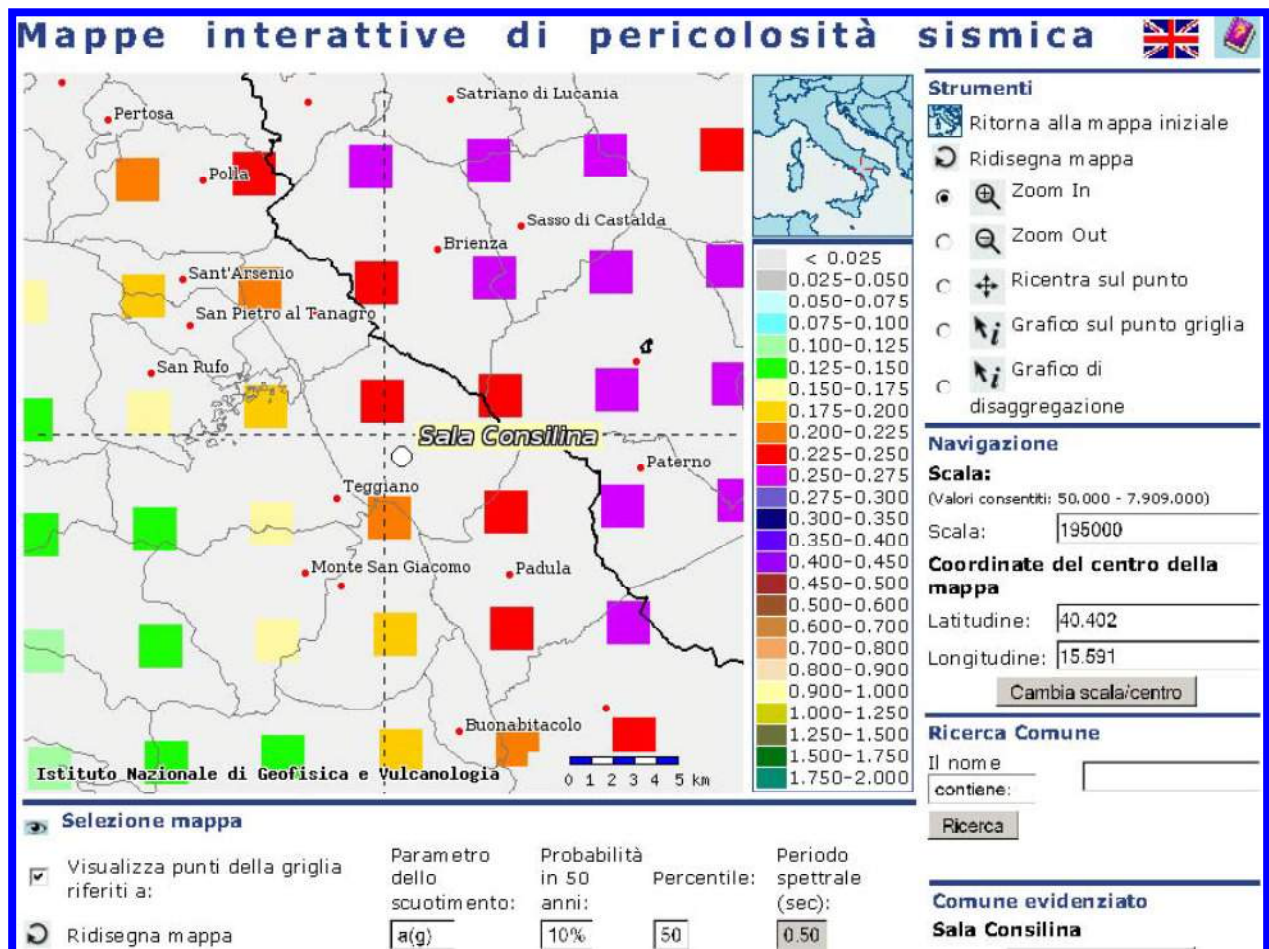 Mappe interattive di pericolosità sismica
Satriano di Lucania
Pertosa
Polla
Sasso di Castalda
Brienza
Sant'Arsenio
San Pietro al Tanagro
San Rufo
Sala Consilina
Paterno
Teggiano
Monte San Giacomo
Padula
Buonabitacolo
Istituto Nazionale di Geofisica e Vulcanologia
0 1 2 3 4 5 km
< 0.025
0.025-0.050
0.050-0.075
0.075-0.100
0.100-0.125
0.125-0.150
0.150-0.175
0.175-0.200
0.200-0.225
0.225-0.250
0.250-0.275
0.275-0.300
0.300-0.350
0.350-0.400
0.400-0.450
0.450-0.500
0.500-0.600
0.600-0.700
0.700-0.800
0.800-0.900
0.900-1.000
1.000-1.250
1.250-1.500
1.500-1.750
1.750-2.000
Strumenti
Ritorna alla mappa iniziale
Ridisegna mappa
Zoom In
Zoom Out
Ricentra sul punto
Grafico sul punto griglia
Grafico di
disaggregazione
Navigazione
Scala:
(Valori consentiti: 50.000 - 7.909.000)
Scala: 195000
Coordinate del centro della
mappa
Latitudine: 40.402
Longitudine: 15.591
Cambia scala/centro
Ricerca Comune
Il nome
contiene:
Ricerca
Comune evidenziato
Sala Consilina
Selezione mappa
Visualizza punti della griglia
riferiti a:
Ridisegna mappa
Parametro
dello
scuotimento:
a(g)
Probabilità
in 50
anni:
10%
Percentile:
50
Periodo
spettrale
(sec):
0.50